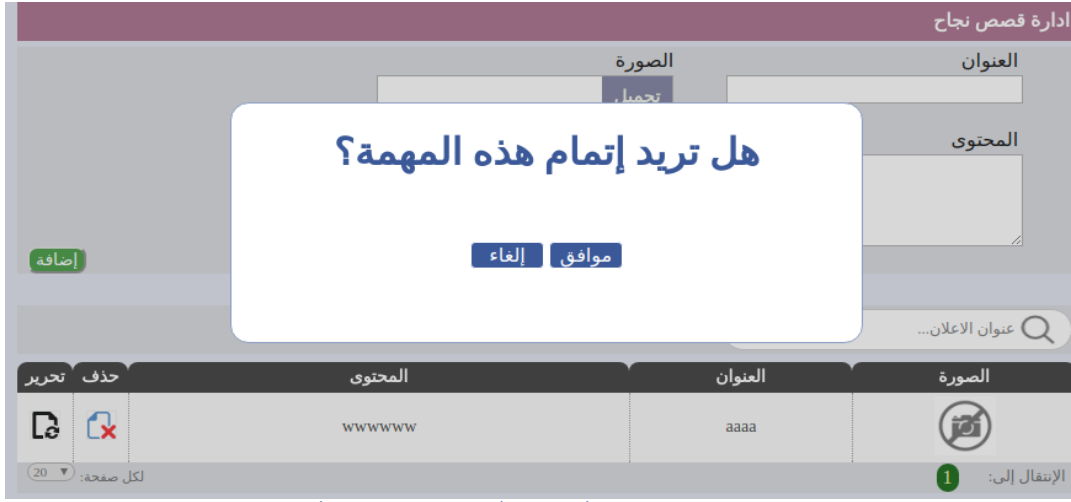 ادارة قصص نجاح
العنوان
الصورة
تحميل
المحتوى
هل تريد إتمام هذه المهمة؟
موافق
إلغاء
إضافة
عنوان الاعلان...
الصورة العنوان المحتوى حذف تحرير
aaaa wwwwww
الإنتقال إلى: 1 لكل صفحة: 20